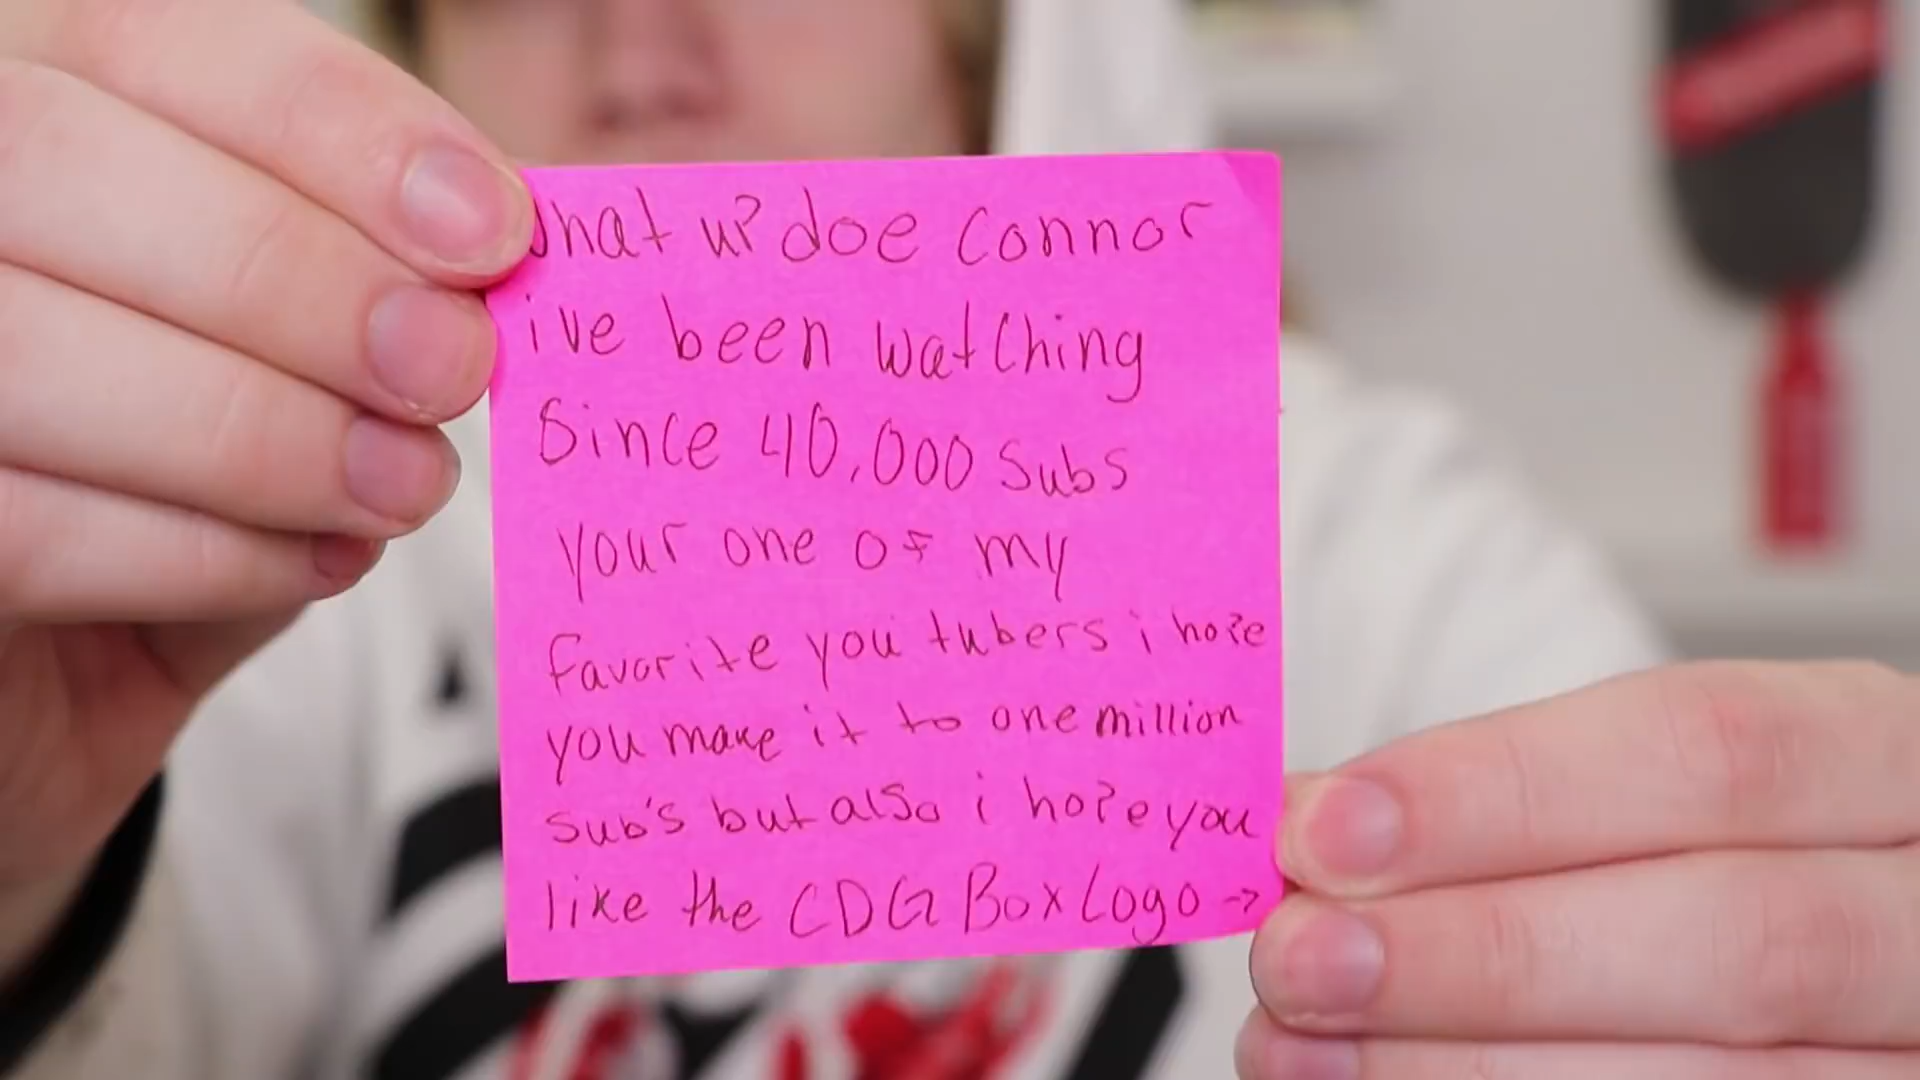 what up doe Connor
ive been watching
Since 40,000 subs
your one of my
favorite you tubers i hope
you make it to one million
sub's but also i hope you
like the CDG Box Logo →